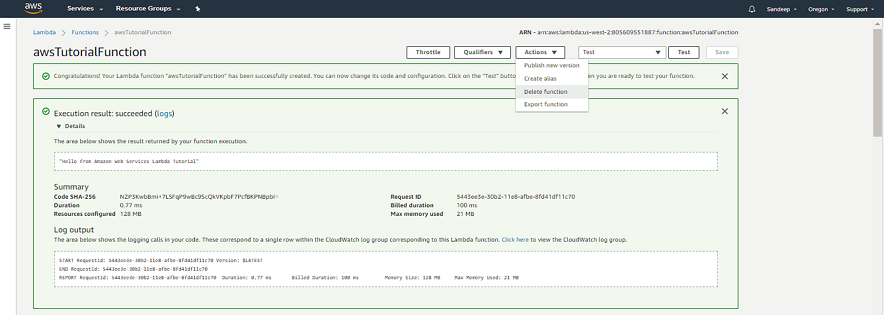 aws Services Resource Groups Sandeep Oregon Support
Lambda > Functions > awsTutorialFunction ARN - arn:aws:lambda:us-west-2:805609551887:function:awsTutorialFunction
awsTutorialFunction Throttle Qualifiers Actions Test Test Save
Publish new version
Create alias
Delete function
Export function
Congratulations! Your Lambda function "awsTutorialFunction" has been successfully created. You can now change its code and configuration. Click on the "Test" butto en you are ready to test your function.
Execution result: succeeded (logs)
Details
The area below shows the result returned by your function execution.
"Hello from Amazon Web Services Lambda Tutorial"
Summary
Code SHA-256 Request ID 5443ee3e-30b2-11e8-afbe-8fd41df11c70
Duration 0.77 ms Billed duration 100 ms
Resources configured 128 MB Max memory used 21 MB
Log output
The area below shows the logging calls in your code. These correspond to a single row within the CloudWatch log group corresponding to this Lambda function. Click here to view the CloudWatch log group.
START RequestId: 5443ee3e-30b2-11e8-afbe-8fd41df11c70 Version: $LATEST
END RequestId: 5443ee3e-30b2-11e8-afbe-8fd41df11c70
REPORT RequestId: 5443ee3e-30b2-11e8-afbe-8fd41df11c70 Duration: 0.77 ms Billed Duration: 100 ms Memory Size: 128 MB Max Memory Used: 21 MB